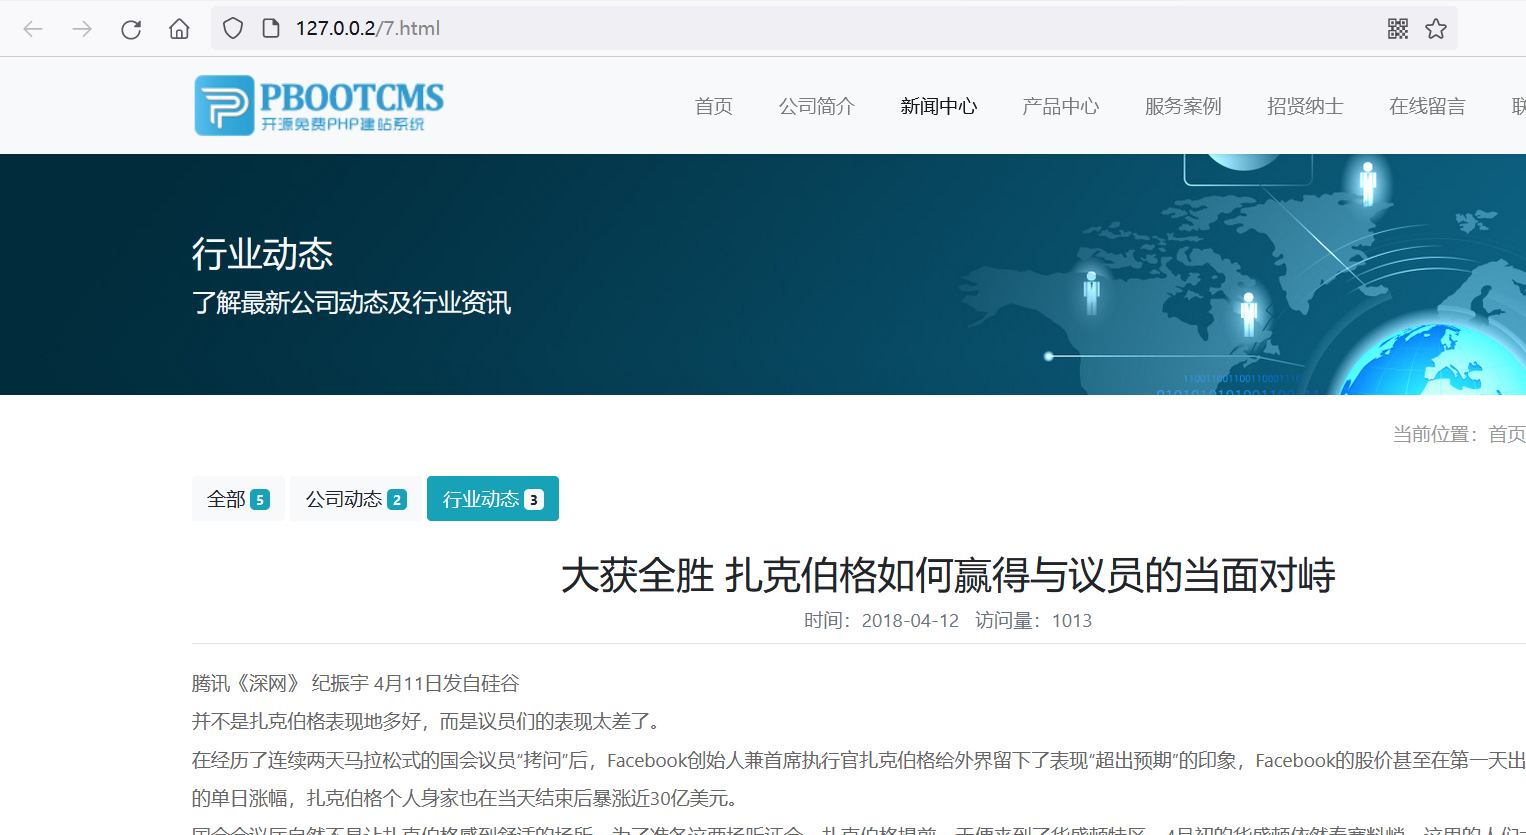 127.0.0.2/7.html
PBOOTCMS
开源免费PHP建站系统
首页 公司简介 新闻中心 产品中心 服务案例 招贤纳士 在线留言 联
行业动态
了解最新公司动态及行业资讯
当前位置：首页
全部 5 公司动态 2 行业动态 3
大获全胜 扎克伯格如何赢得与议员的当面对峙
时间：2018-04-12 访问量：1013
腾讯《深网》 纪振宇 4月11日发自硅谷
并不是扎克伯格表现地多好，而是议员们的表现太差了。
在经历了连续两天马拉松式的国会议员“拷问”后，Facebook创始人兼首席执行官扎克伯格给外界留下了表现“超出预期”的印象，Facebook的股价甚至在第一天出
的单日涨幅，扎克伯格个人身家也在当天结束后暴涨近30亿美元。